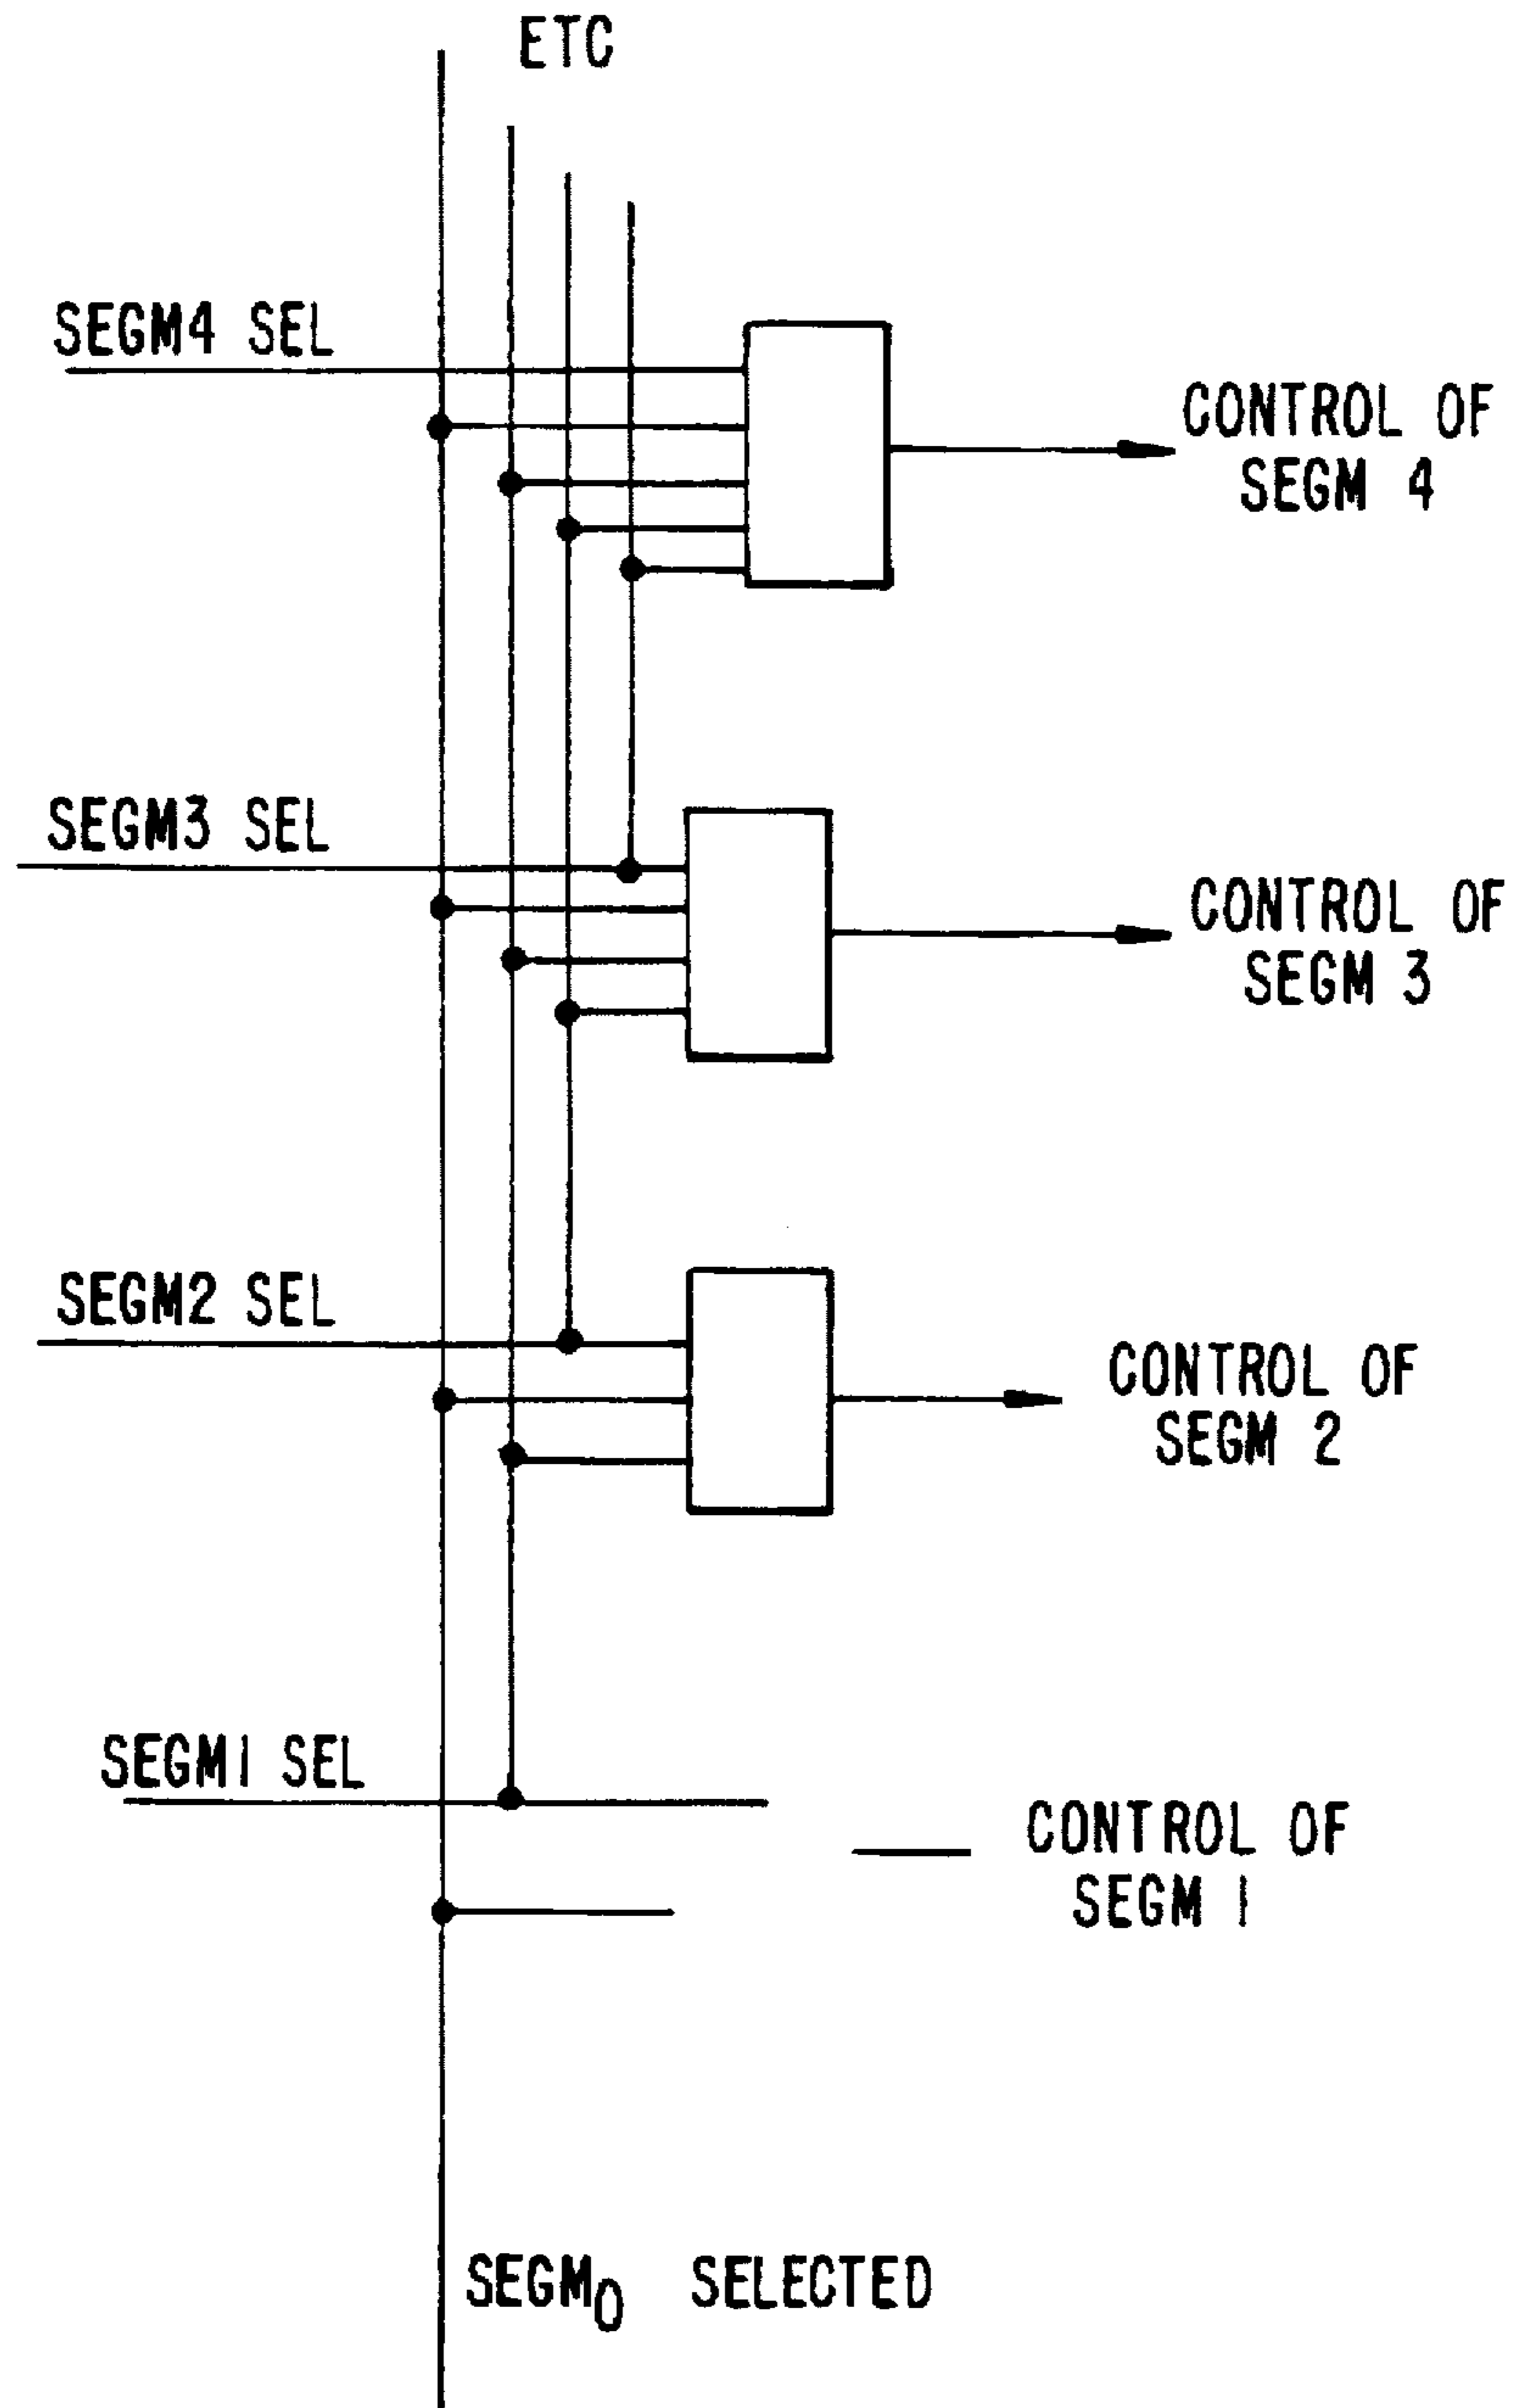 ETC
SEGM4 SEL
CONTROL OF
SEGM 4
SEGM3 SEL
CONTROL OF
SEGM 3
SEGM2 SEL
CONTROL OF
SEGM 2
SEGM1 SEL
CONTROL OF
SEGM 1
SEGM0 SELECTED